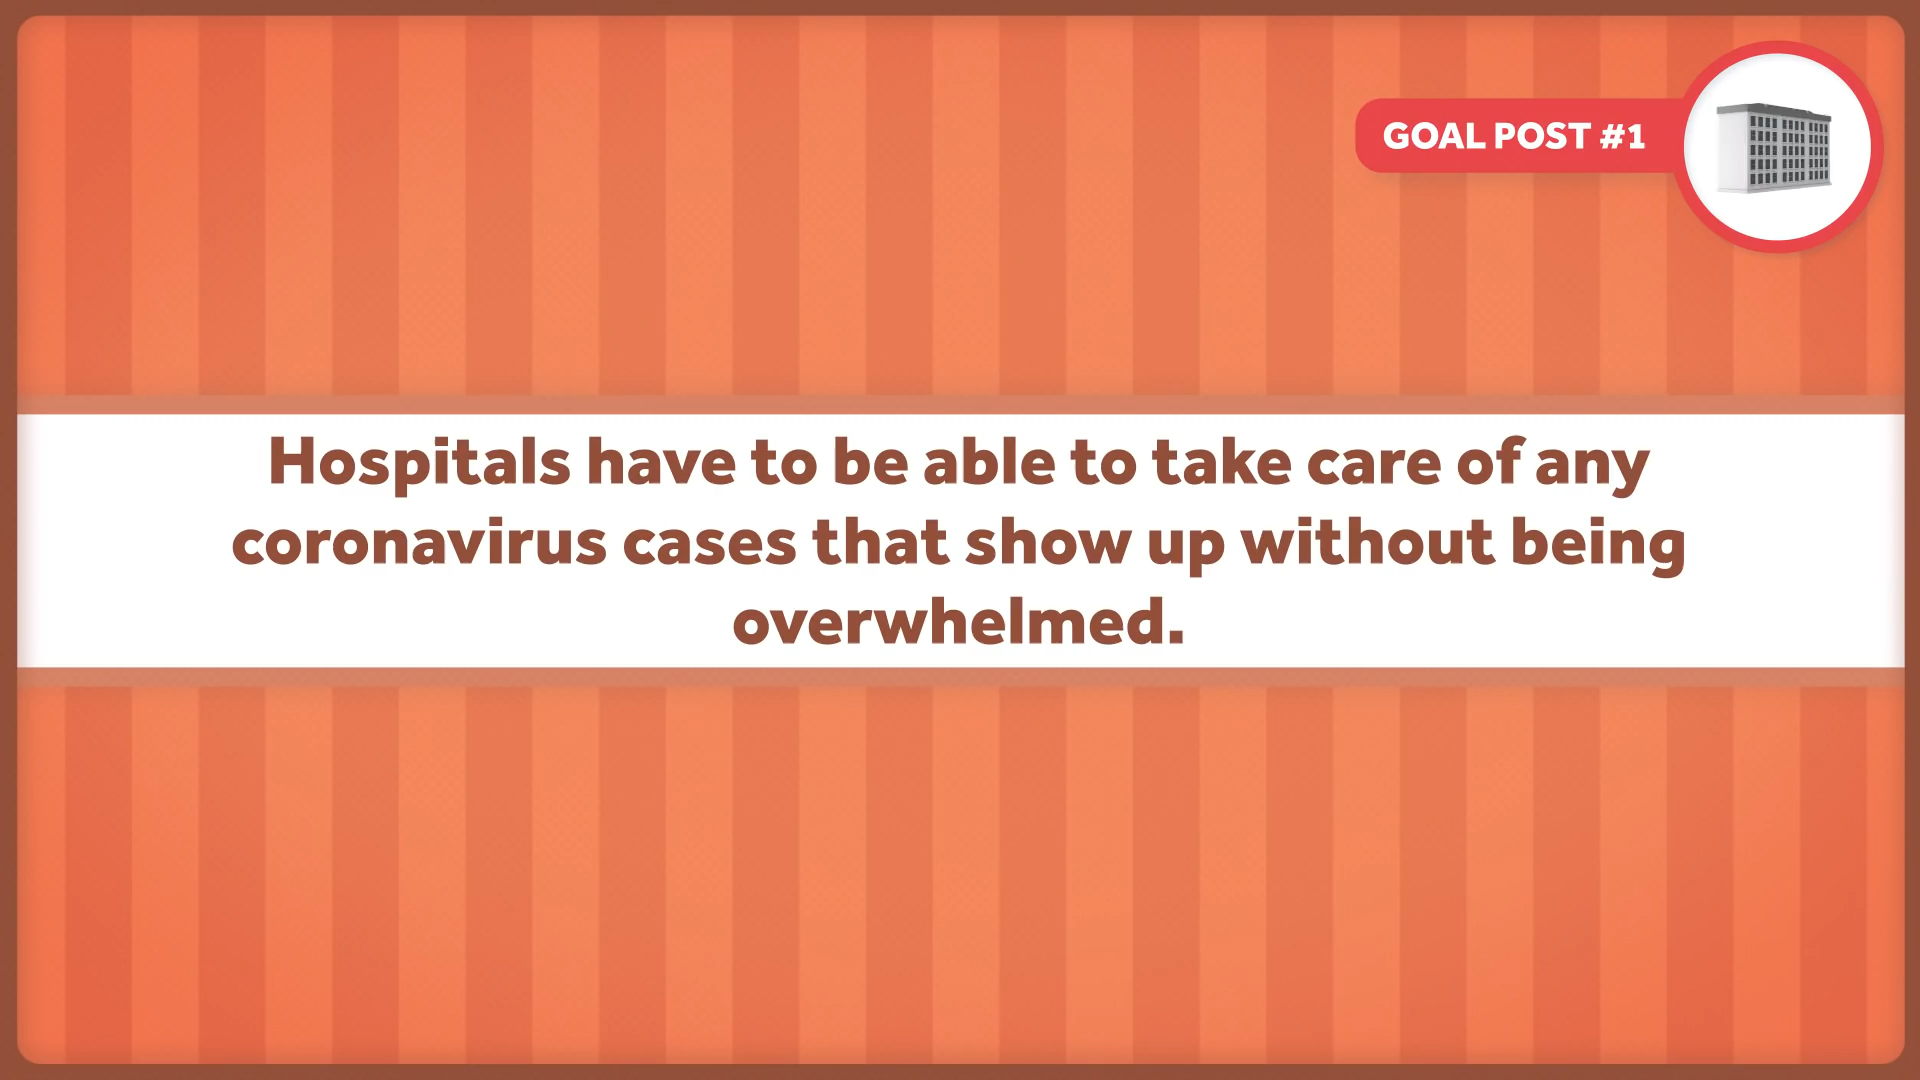 GOAL POST #1
Hospitals have to be able to take care of any
coronavirus cases that show up without being
overwhelmed.